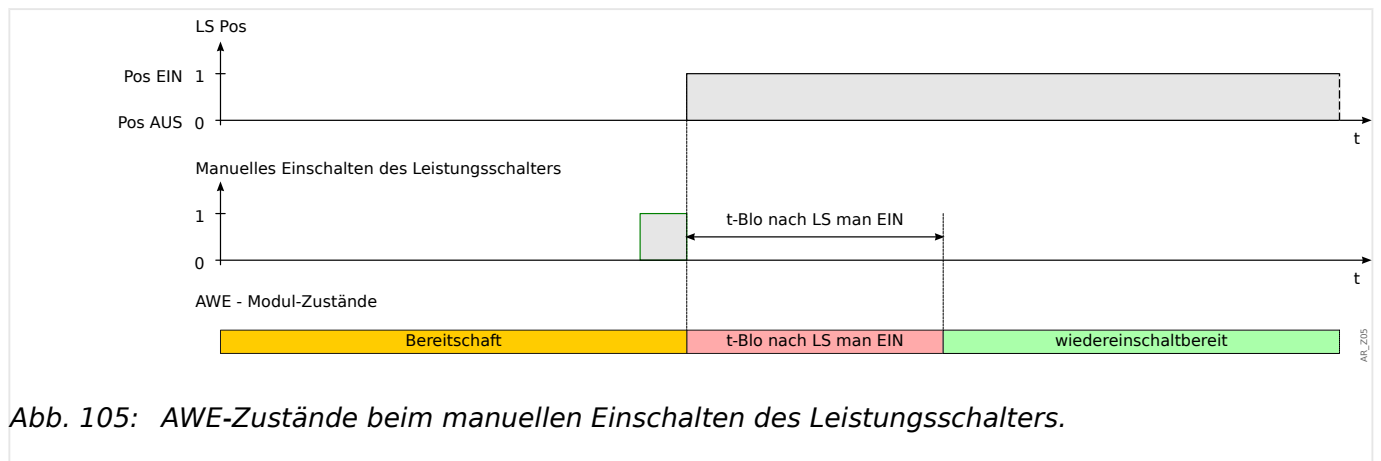 LS Pos
Pos EIN 1
Pos AUS 0
t
Manuelles Einschalten des Leistungsschalters
1
t-Blo nach LS man EIN
0
t
AWE - Modul-Zustände
Bereitschaft
t-Blo nach LS man EIN
wiedereinschaltbereit
AR_Z05
Abb. 105: AWE-Zustände beim manuellen Einschalten des Leistungsschalters.